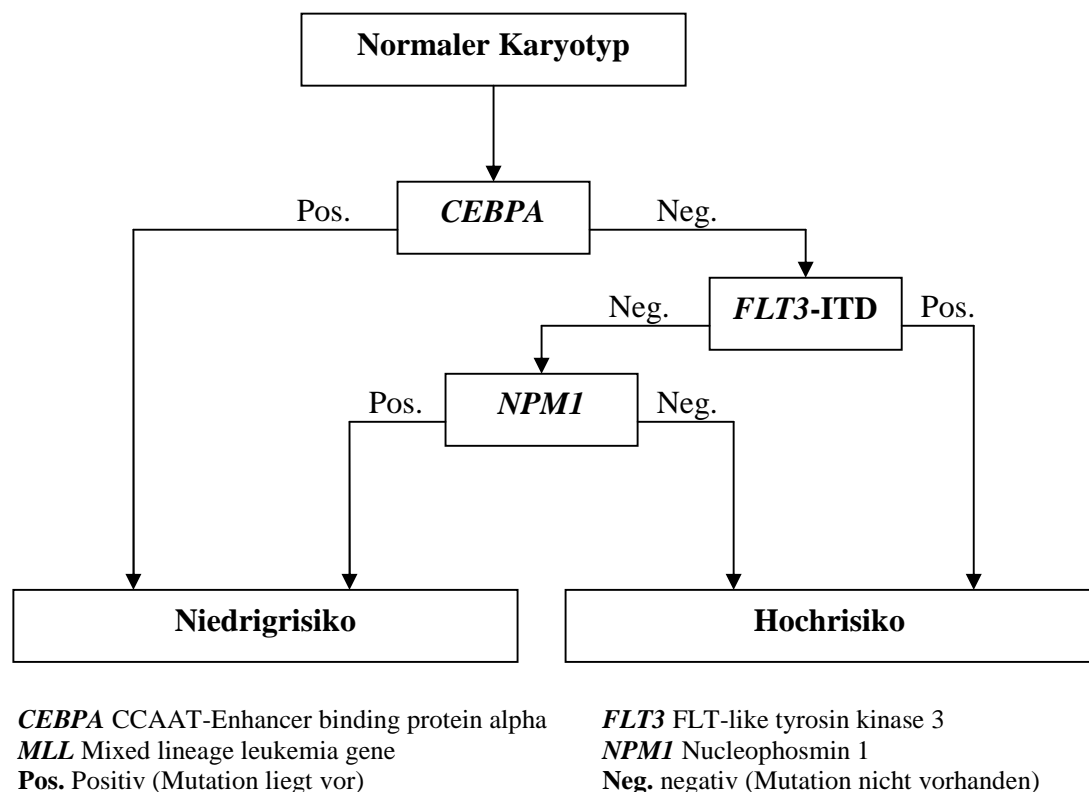 Normaler Karyotyp
Pos.
CEBPA
Neg.
Neg.
FLT3-ITD
Pos.
Pos.
NPM1
Neg.
Niedrigrisiko
Hochrisiko
CEBPA CCAAT-Enhancer binding protein alpha
MLL Mixed lineage leukemia gene
Pos. Positiv (Mutation liegt vor)
FLT3 FLT-like tyrosin kinase 3
NPM1 Nucleophosmin 1
Neg. negativ (Mutation nicht vorhanden)